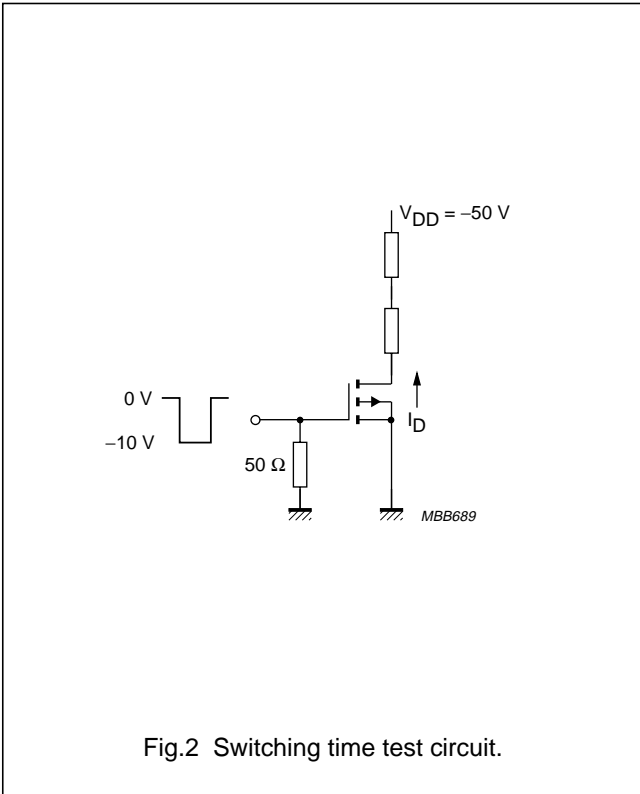 V_DD = −50 V
0 V
−10 V
I_D
50 Ω
MBB689
Fig.2 Switching time test circuit.